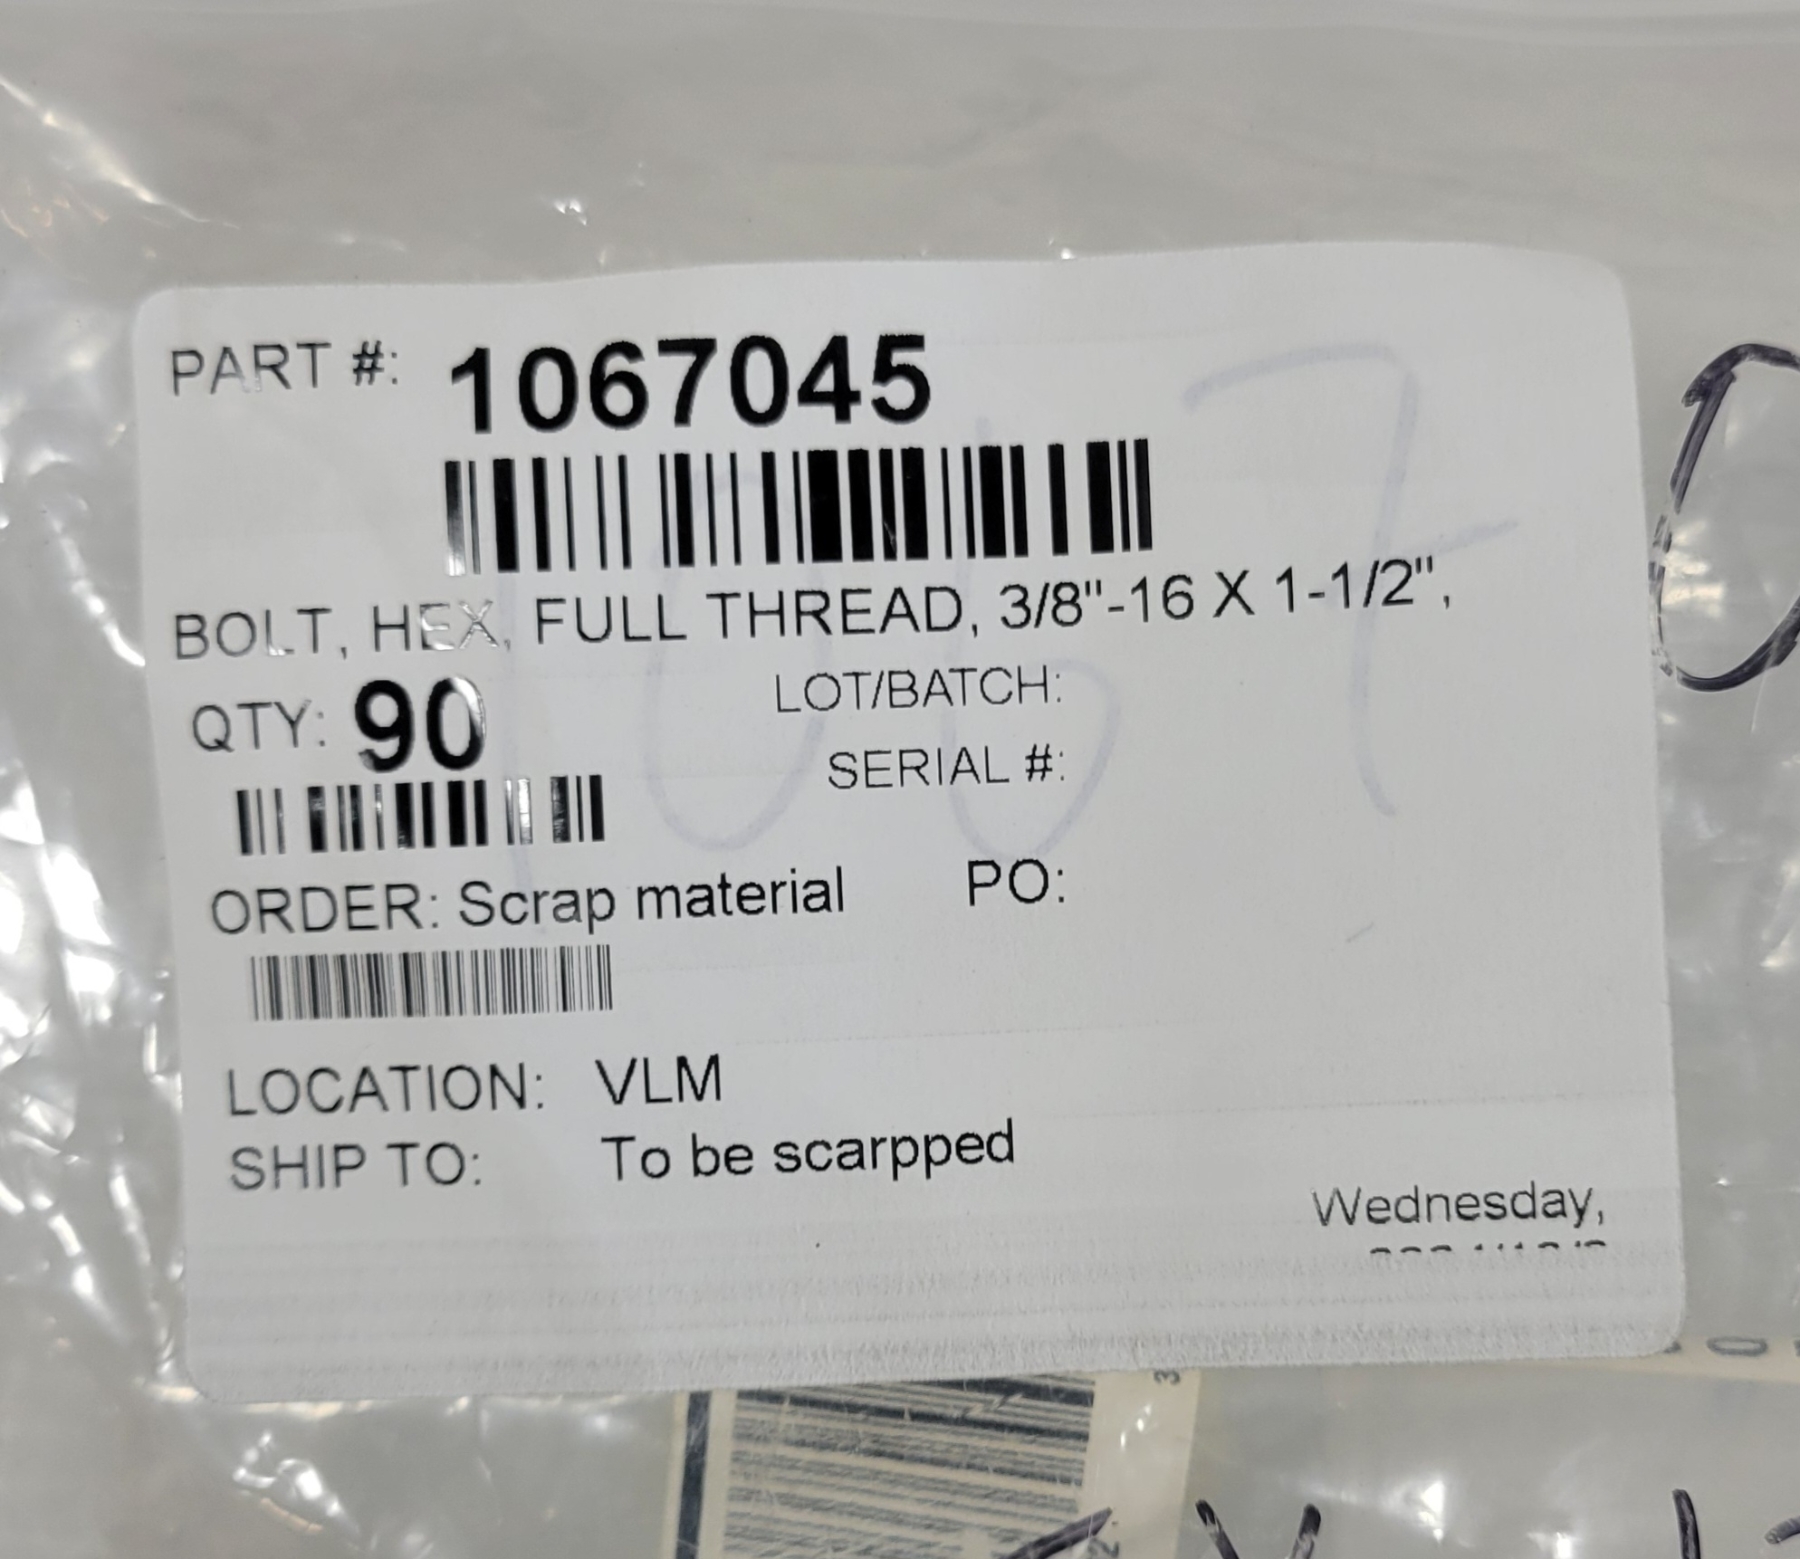 PART #: 1067045
BOLT, HEX, FULL THREAD, 3/8"-16 X 1-1/2",
QTY: 90
LOT/BATCH:
SERIAL #:
ORDER: Scrap material PO:
LOCATION: VLM
SHIP TO: To be scarpped
Wednesday,
1067